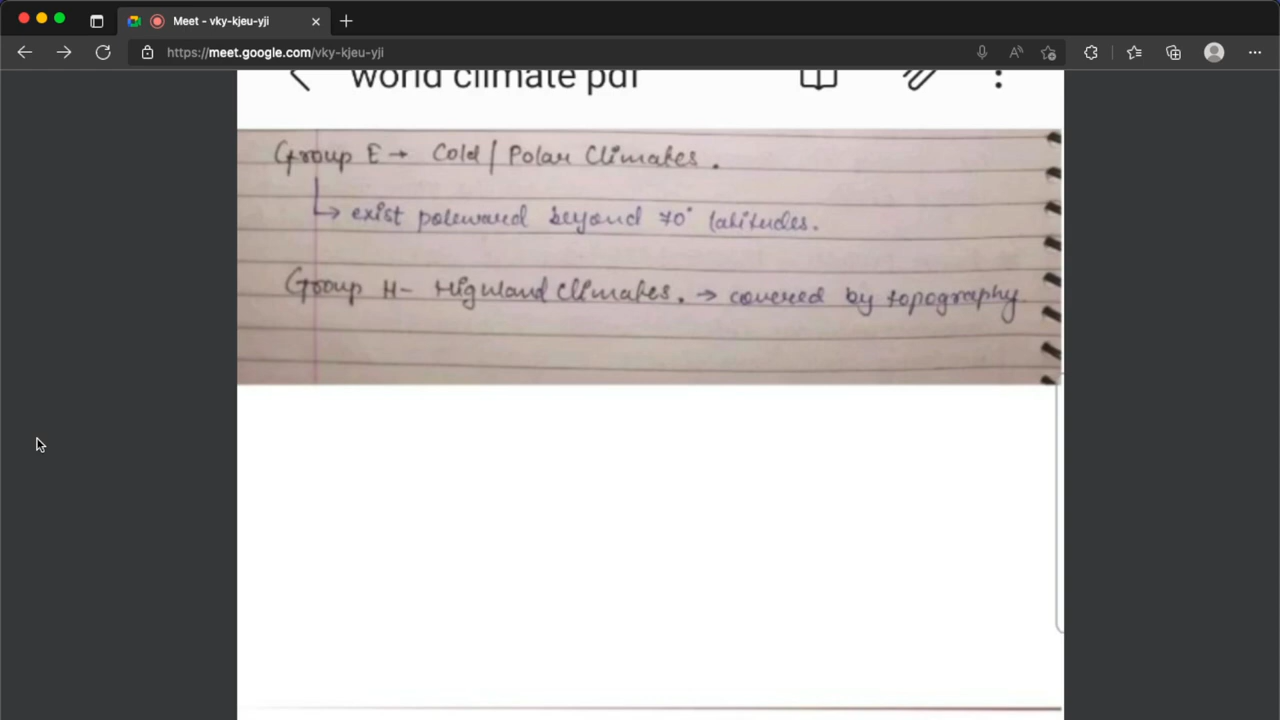 Meet - vky-kjeu-yji
https://meet.google.com/vky-kjeu-yji
world climate pdf
Group E → Cold / Polar Climates.
↳ exist poleward beyond 70° latitudes.
Group H - Highland Climates. → covered by topography